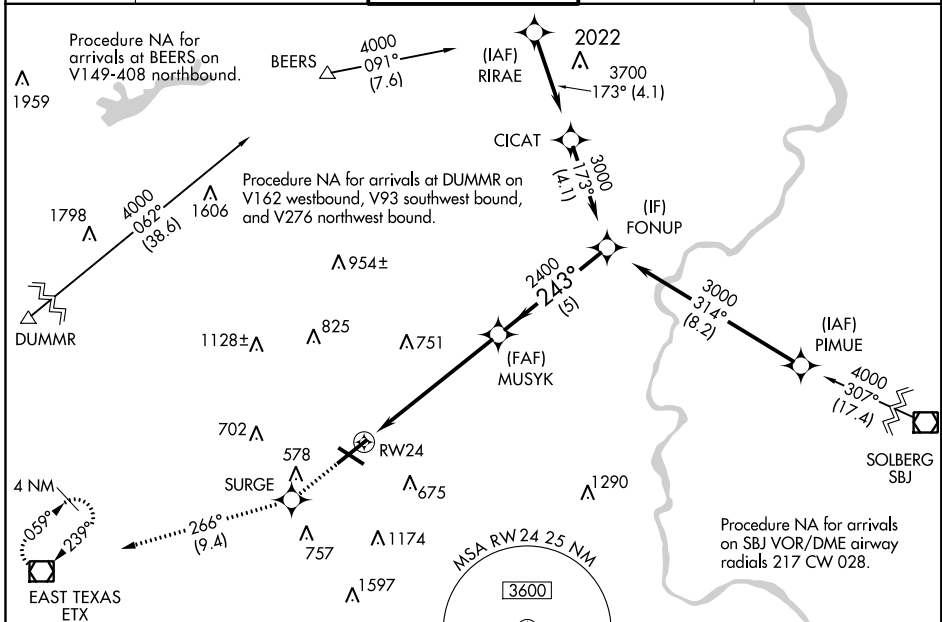 Procedure NA for
arrivals at BEERS on
V149-408 northbound.
1959
BEERS
4000
091°
(7.6)
(IAF)
RIRAE
2022
3700
173° (4.1)
CICAT
3000
173°
(4.1)
4000
062°
(38.6)
1606
1798
DUMMR
Procedure NA for arrivals at DUMMR on
V162 westbound, V93 southwest bound,
and V276 northwest bound.
(IF)
FONUP
954±
2400
243°
(5)
3000
314°
(8.2)
(IAF)
PIMUE
4000
307°
(17.4)
SOLBERG
SBJ
1128±
825
751
(FAF)
MUSYK
702
RW24
578
SURGE
675
1290
4 NM
059°
239°
266°
(9.4)
757
1174
1597
EAST TEXAS
ETX
Procedure NA for arrivals
on SBJ VOR/DME airway
radials 217 CW 028.
MSA RW24 25 NM
3600